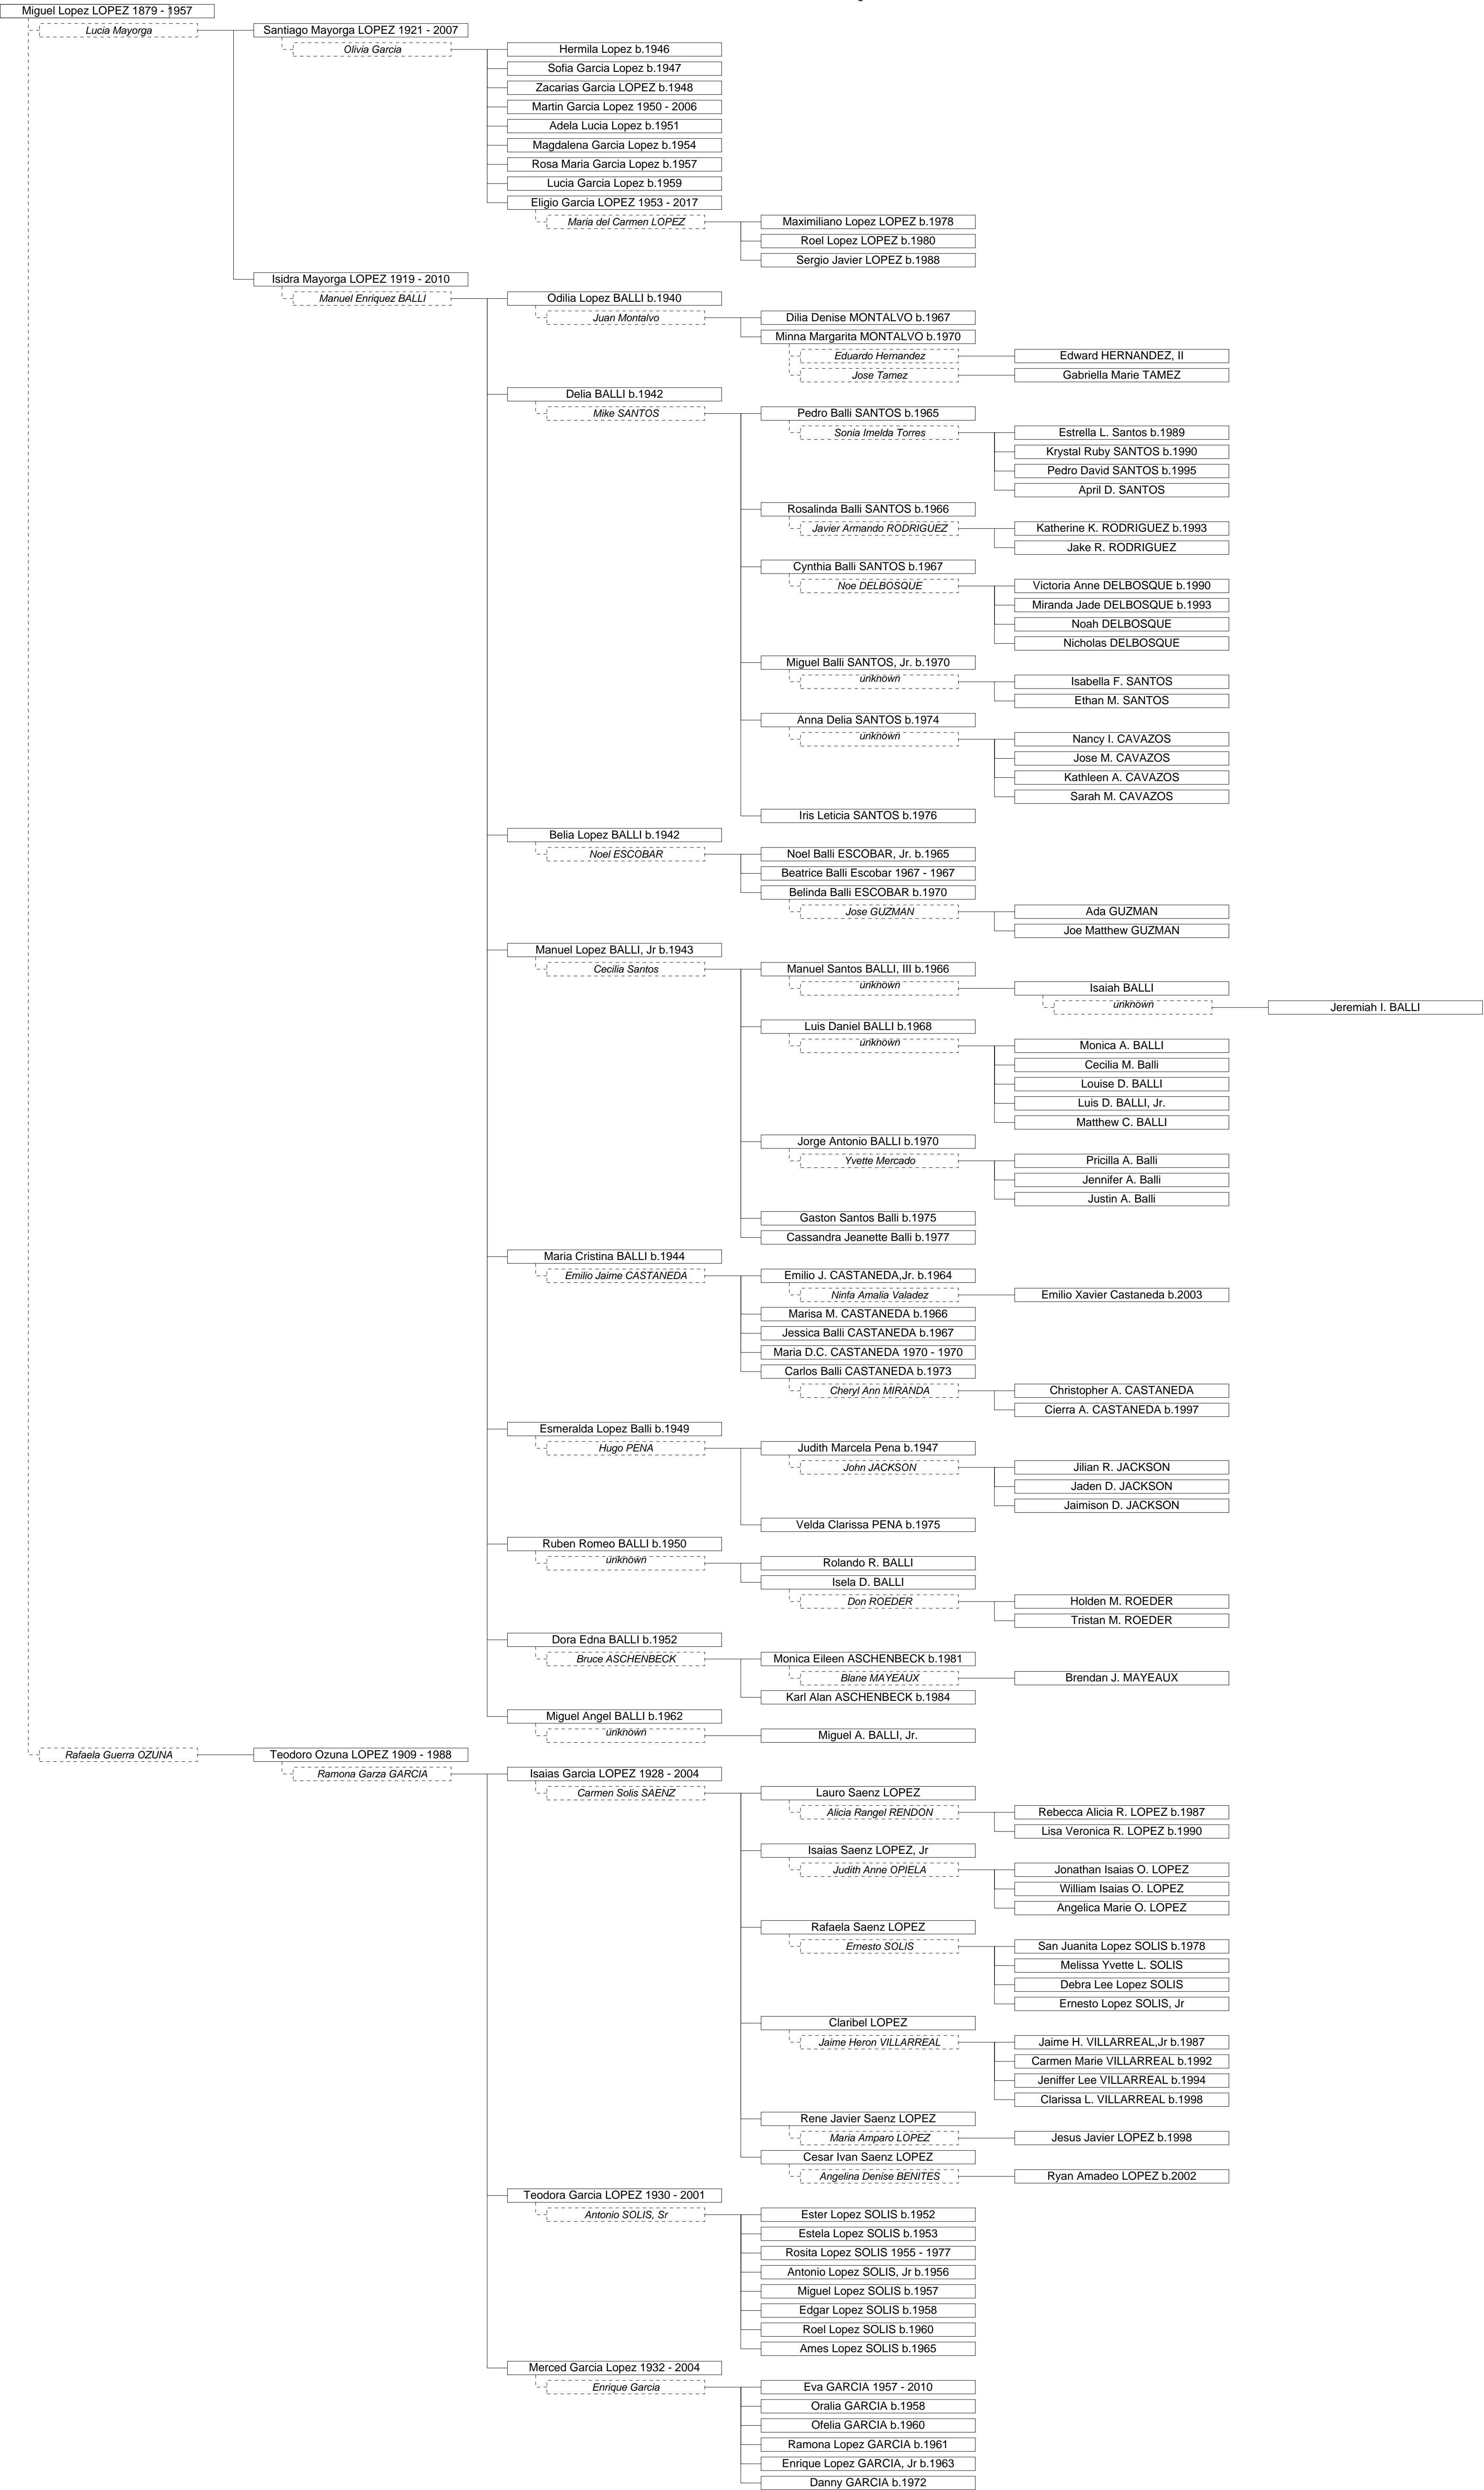 Miguel Lopez LOPEZ 1879 - 1957
Lucia Mayorga
Santiago Mayorga LOPEZ 1921 - 2007
Olivia Garcia
Hermila Lopez b.1946
Sofia Garcia Lopez b.1947
Zacarias Garcia LOPEZ b.1948
Martin Garcia Lopez 1950 - 2006
Adela Lucia Lopez b.1951
Magdalena Garcia Lopez b.1954
Rosa Maria Garcia Lopez b.1957
Lucia Garcia Lopez b.1959
Eligio Garcia LOPEZ 1953 - 2017
Maria del Carmen LOPEZ
Maximiliano Lopez LOPEZ b.1978
Roel Lopez LOPEZ b.1980
Sergio Javier LOPEZ b.1988
Isidra Mayorga LOPEZ 1919 - 2010
Manuel Enriquez BALLI
Odilia Lopez BALLI b.1940
Juan Montalvo
Dilia Denise MONTALVO b.1967
Minna Margarita MONTALVO b.1970
Eduardo Hernandez
Edward HERNANDEZ, II
Jose Tamez
Gabriella Marie TAMEZ
Delia BALLI b.1942
Mike SANTOS
Pedro Balli SANTOS b.1965
Sonia Imelda Torres
Estrella L. Santos b.1989
Krystal Ruby SANTOS b.1990
Pedro David SANTOS b.1995
April D. SANTOS
Rosalinda Balli SANTOS b.1966
Javier Armando RODRIGUEZ
Katherine K. RODRIGUEZ b.1993
Jake R. RODRIGUEZ
Cynthia Balli SANTOS b.1967
Noe DELBOSQUE
Victoria Anne DELBOSQUE b.1990
Miranda Jade DELBOSQUE b.1993
Noah DELBOSQUE
Nicholas DELBOSQUE
Miguel Balli SANTOS, Jr. b.1970
unknown
Isabella F. SANTOS
Ethan M. SANTOS
Anna Delia SANTOS b.1974
unknown
Nancy I. CAVAZOS
Jose M. CAVAZOS
Kathleen A. CAVAZOS
Sarah M. CAVAZOS
Iris Leticia SANTOS b.1976
Belia Lopez BALLI b.1942
Noel ESCOBAR
Noel Balli ESCOBAR, Jr. b.1965
Beatrice Balli Escobar 1967 - 1967
Belinda Balli ESCOBAR b.1970
Jose GUZMAN
Ada GUZMAN
Joe Matthew GUZMAN
Manuel Lopez BALLI, Jr b.1943
Cecilia Santos
Manuel Santos BALLI, III b.1966
unknown
Isaiah BALLI
unknown
Jeremiah I. BALLI
Luis Daniel BALLI b.1968
unknown
Monica A. BALLI
Cecilia M. Balli
Louise D. BALLI
Luis D. BALLI, Jr.
Matthew C. BALLI
Jorge Antonio BALLI b.1970
Yvette Mercado
Pricilla A. Balli
Jennifer A. Balli
Justin A. Balli
Gaston Santos Balli b.1975
Cassandra Jeanette Balli b.1977
Maria Cristina BALLI b.1944
Emilio Jaime CASTANEDA
Emilio J. CASTANEDA,Jr. b.1964
Ninfa Amalia Valadez
Emilio Xavier Castaneda b.2003
Marisa M. CASTANEDA b.1966
Jessica Balli CASTANEDA b.1967
Maria D.C. CASTANEDA 1970 - 1970
Carlos Balli CASTANEDA b.1973
Cheryl Ann MIRANDA
Christopher A. CASTANEDA
Cierra A. CASTANEDA b.1997
Esmeralda Lopez Balli b.1949
Hugo PENA
Judith Marcela Pena b.1947
John JACKSON
Jilian R. JACKSON
Jaden D. JACKSON
Jaimison D. JACKSON
Velda Clarissa PENA b.1975
Ruben Romeo BALLI b.1950
unknown
Rolando R. BALLI
Isela D. BALLI
Don ROEDER
Holden M. ROEDER
Tristan M. ROEDER
Dora Edna BALLI b.1952
Bruce ASCHENBECK
Monica Eileen ASCHENBECK b.1981
Blane MAYEAUX
Brendan J. MAYEAUX
Karl Alan ASCHENBECK b.1984
Miguel Angel BALLI b.1962
unknown
Miguel A. BALLI, Jr.
Rafaela Guerra OZUNA
Teodoro Ozuna LOPEZ 1909 - 1988
Ramona Garza GARCIA
Isaias Garcia LOPEZ 1928 - 2004
Carmen Solis SAENZ
Lauro Saenz LOPEZ
Alicia Rangel RENDON
Rebecca Alicia R. LOPEZ b.1987
Lisa Veronica R. LOPEZ b.1990
Isaias Saenz LOPEZ, Jr
Judith Anne OPIELA
Jonathan Isaias O. LOPEZ
William Isaias O. LOPEZ
Angelica Marie O. LOPEZ
Rafaela Saenz LOPEZ
Ernesto SOLIS
San Juanita Lopez SOLIS b.1978
Melissa Yvette L. SOLIS
Debra Lee Lopez SOLIS
Ernesto Lopez SOLIS, Jr
Claribel LOPEZ
Jaime Heron VILLARREAL
Jaime H. VILLARREAL,Jr b.1987
Carmen Marie VILLARREAL b.1992
Jeniffer Lee VILLARREAL b.1994
Clarissa L. VILLARREAL b.1998
Rene Javier Saenz LOPEZ
Maria Amparo LOPEZ
Jesus Javier LOPEZ b.1998
Cesar Ivan Saenz LOPEZ
Angelina Denise BENITES
Ryan Amadeo LOPEZ b.2002
Teodora Garcia LOPEZ 1930 - 2001
Antonio SOLIS, Sr
Ester Lopez SOLIS b.1952
Estela Lopez SOLIS b.1953
Rosita Lopez SOLIS 1955 - 1977
Antonio Lopez SOLIS, Jr b.1956
Miguel Lopez SOLIS b.1957
Edgar Lopez SOLIS b.1958
Roel Lopez SOLIS b.1960
Ames Lopez SOLIS b.1965
Merced Garcia Lopez 1932 - 2004
Enrique Garcia
Eva GARCIA 1957 - 2010
Oralia GARCIA b.1958
Ofelia GARCIA b.1960
Ramona Lopez GARCIA b.1961
Enrique Lopez GARCIA, Jr b.1963
Danny GARCIA b.1972